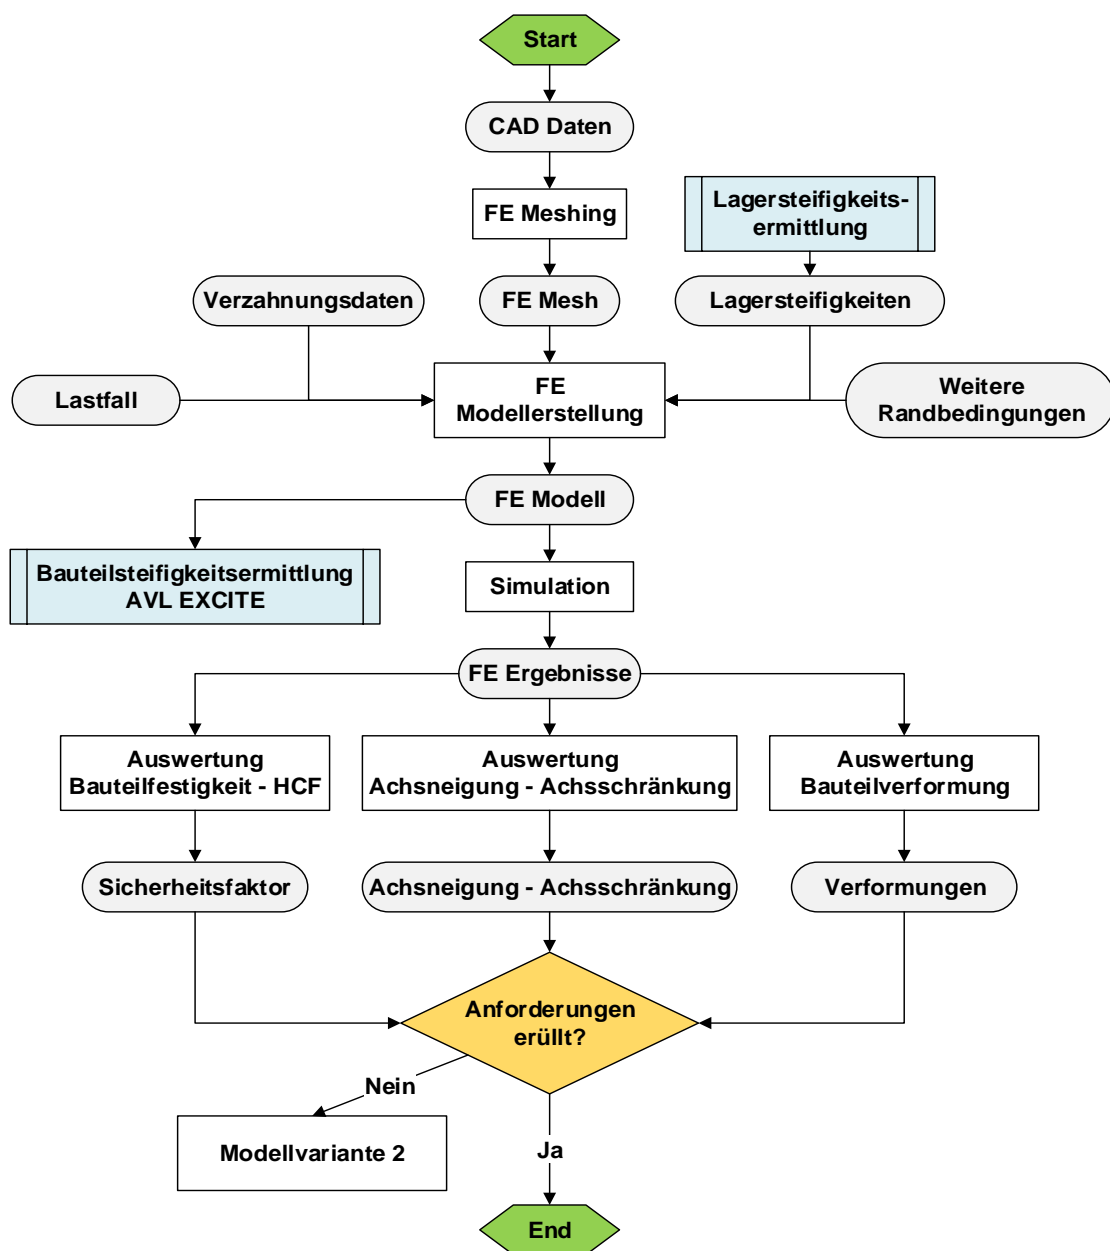 Start
CAD Daten
FE Meshing
Lagersteifigkeits-
ermittlung
Verzahnungsdaten
FE Mesh
Lagersteifigkeiten
Lastfall
FE
Modellerstellung
Weitere
Randbedingungen
FE Modell
Bauteilsteifigkeitsermittlung
AVL EXCITE
Simulation
FE Ergebnisse
Auswertung
Bauteilfestigkeit - HCF
Auswertung
Achsneigung - Achsschränkung
Auswertung
Bauteilverformung
Sicherheitsfaktor
Achsneigung - Achsschränkung
Verformungen
Anforderungen
erüllt?
Nein
Modellvariante 2
Ja
End